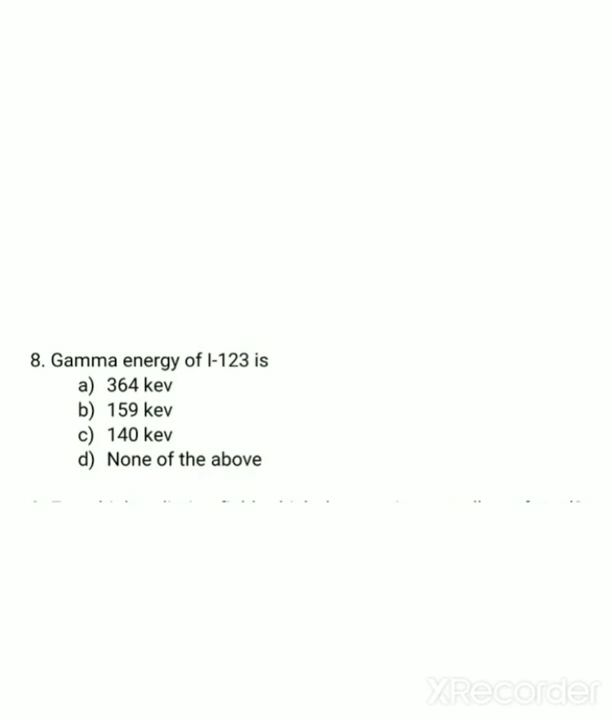 8. Gamma energy of I-123 is
a) 364 kev
b) 159 kev
c) 140 kev
d) None of the above
XRecorder